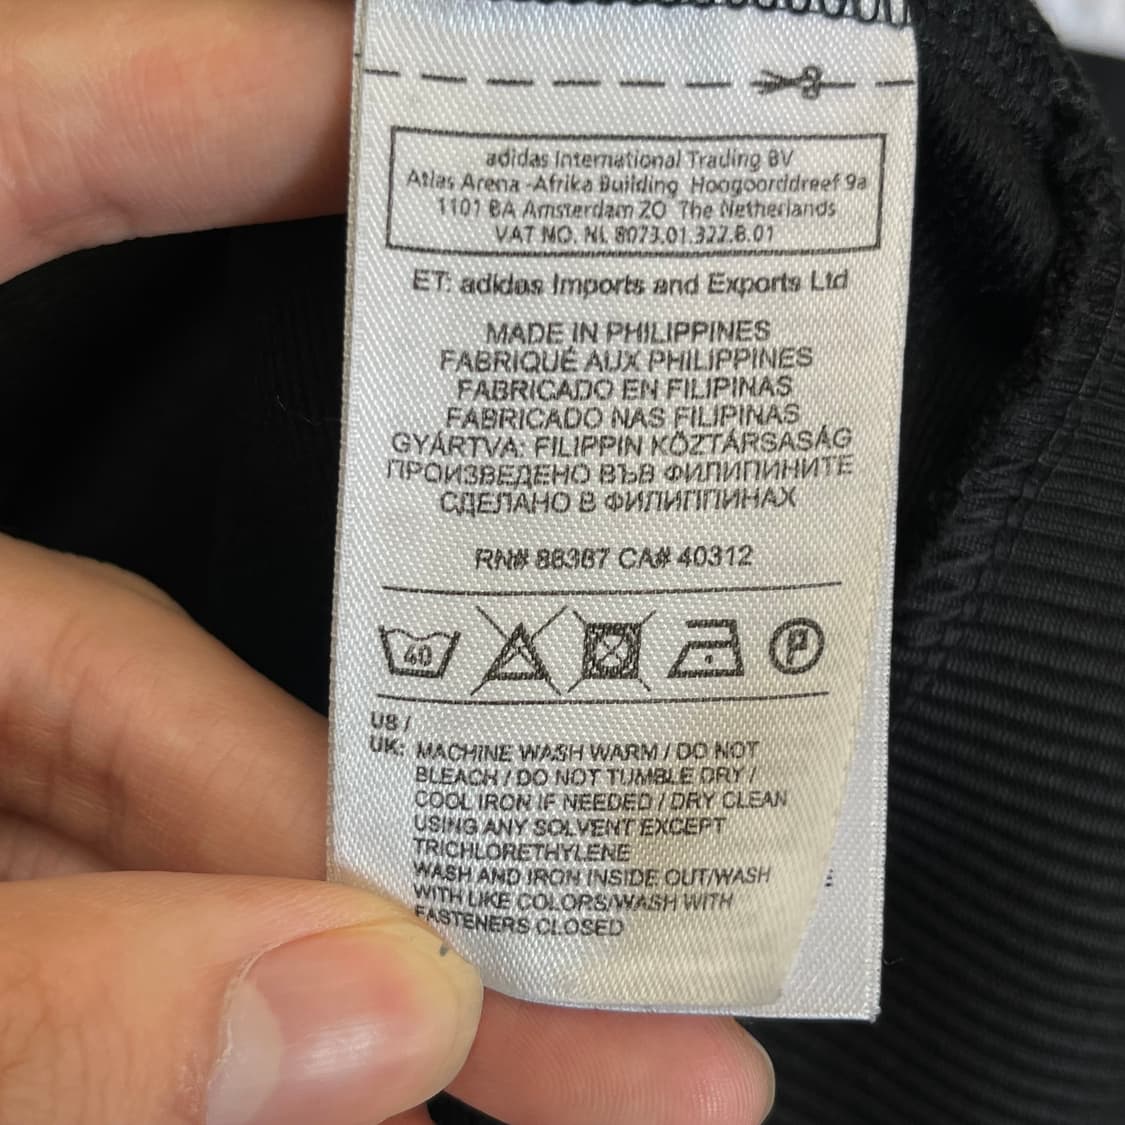 adidas International Trading BV
Atlas Arena -Afrika Building Hoogoorddreef 9a
1101 BA Amsterdam ZO The Netherlands
VAT NO. NL 8073.01.322.B.01
ET: adidas Imports and Exports Ltd
MADE IN PHILIPPINES
FABRIQUÉ AUX PHILIPPINES
FABRICADO EN FILIPINAS
FABRICADO NAS FILIPINAS
GYÁRTVA: FILIPPIN KÖZTÁRSASÁG
ПРОИЗВЕДЕНО ВЪВ ФИЛИПИНИТЕ
СДЕЛАНО В ФИЛИППИНАХ
RN# 88387 CA# 40312
40 P
US /
UK: MACHINE WASH WARM / DO NOT
BLEACH / DO NOT TUMBLE DRY /
COOL IRON IF NEEDED / DRY CLEAN
USING ANY SOLVENT EXCEPT
TRICHLORETHYLENE
WASH AND IRON INSIDE OUT/WASH
WITH LIKE COLORS/WASH WITH
FASTENERS CLOSED